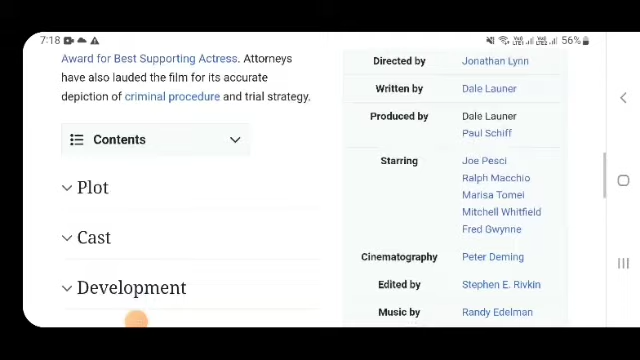 7:18
56%
Award for Best Supporting Actress. Attorneys
have also lauded the film for its accurate
depiction of criminal procedure and trial strategy.
Contents
Plot
Cast
Development
Directed by Jonathan Lynn
Written by Dale Launer
Produced by Dale Launer
Paul Schiff
Starring Joe Pesci
Ralph Macchio
Marisa Tomei
Mitchell Whitfield
Fred Gwynne
Cinematography Peter Deming
Edited by Stephen E. Rivkin
Music by Randy Edelman